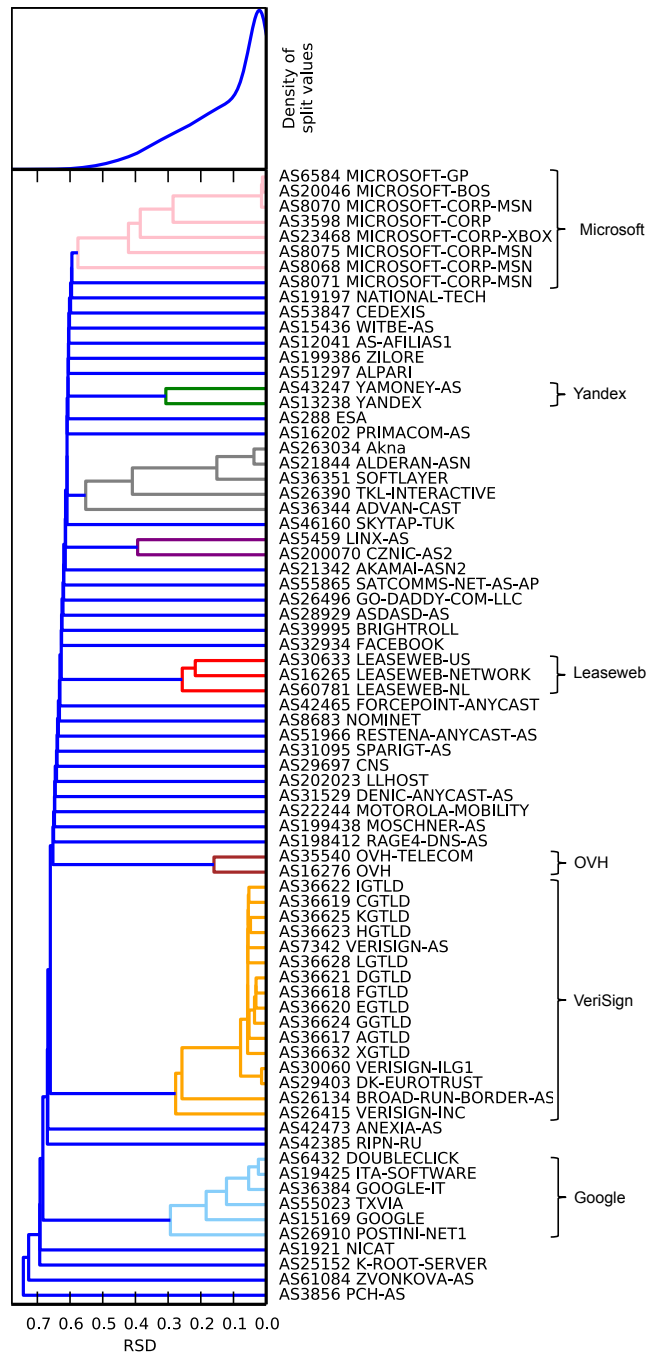 Density of
split values
AS6584 MICROSOFT-GP
AS20046 MICROSOFT-BOS
AS8070 MICROSOFT-CORP-MSN
AS3598 MICROSOFT-CORP
AS23468 MICROSOFT-CORP-XBOX
AS8075 MICROSOFT-CORP-MSN
AS8068 MICROSOFT-CORP-MSN
AS8071 MICROSOFT-CORP-MSN
Microsoft
AS19197 NATIONAL-TECH
AS53847 CEDEXIS
AS15436 WITBE-AS
AS12041 AS-AFILIAS1
AS199386 ZILORE
AS51297 ALPARI
AS43247 YAMONEY-AS
AS13238 YANDEX
Yandex
AS288 ESA
AS16202 PRIMACOM-AS
AS263034 Akna
AS21844 ALDERAN-ASN
AS36351 SOFTLAYER
AS26390 TKL-INTERACTIVE
AS36344 ADVAN-CAST
AS46160 SKYTAP-TUK
AS5459 LINX-AS
AS200070 CZNIC-AS2
AS21342 AKAMAI-ASN2
AS55865 SATCOMMS-NET-AS-AP
AS26496 GO-DADDY-COM-LLC
AS28929 ASDASD-AS
AS39995 BRIGHTROLL
AS32934 FACEBOOK
AS30633 LEASEWEB-US
AS16265 LEASEWEB-NETWORK
AS60781 LEASEWEB-NL
Leaseweb
AS42465 FORCEPOINT-ANYCAST
AS8683 NOMINET
AS51966 RESTENA-ANYCAST-AS
AS31095 SPARIGT-AS
AS29697 CNS
AS202023 LLHOST
AS31529 DENIC-ANYCAST-AS
AS22244 MOTOROLA-MOBILITY
AS199438 MOSCHNER-AS
AS198412 RAGE4-DNS-AS
AS35540 OVH-TELECOM
AS16276 OVH
OVH
AS36622 IGTLD
AS36619 CGTLD
AS36625 KGTLD
AS36623 HGTLD
AS7342 VERISIGN-AS
AS36628 LGTLD
AS36621 DGTLD
AS36618 FGTLD
AS36620 EGTLD
AS36624 GGTLD
AS36617 AGTLD
AS36632 XGTLD
AS30060 VERISIGN-ILG1
AS29403 DK-EUROTRUST
AS26134 BROAD-RUN-BORDER-AS
AS26415 VERISIGN-INC
VeriSign
AS42473 ANEXIA-AS
AS42385 RIPN-RU
AS6432 DOUBLECLICK
AS19425 ITA-SOFTWARE
AS36384 GOOGLE-IT
AS55023 TXVIA
AS15169 GOOGLE
AS26910 POSTINI-NET1
Google
AS1921 NICAT
AS25152 K-ROOT-SERVER
AS61084 ZVONKOVA-AS
AS3856 PCH-AS
0.7 0.6 0.5 0.4 0.3 0.2 0.1 0.0
RSD